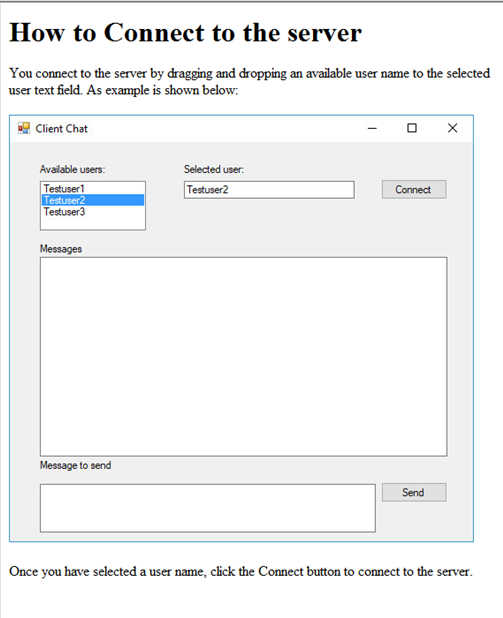 How to Connect to the server
You connect to the server by dragging and dropping an available user name to the selected
user text field. As example is shown below:
Client Chat
Available users:
Selected user:
Testuser1
Testuser2
Testuser3
Testuser2
Connect
Messages
Message to send
Send
Once you have selected a user name, click the Connect button to connect to the server.